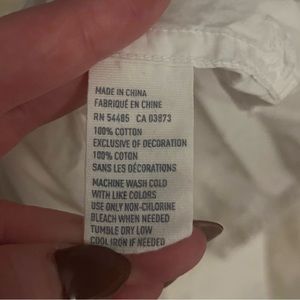 MADE IN CHINA
FABRIQUÉ EN CHINE
RN 54485 CA 03873
100% COTTON
EXCLUSIVE OF DECORATION
100% COTON
SANS LES DÉCORATIONS
MACHINE WASH COLD
WITH LIKE COLORS
USE ONLY NON-CHLORINE
BLEACH WHEN NEEDED
TUMBLE DRY LOW
COOL IRON IF NEEDED